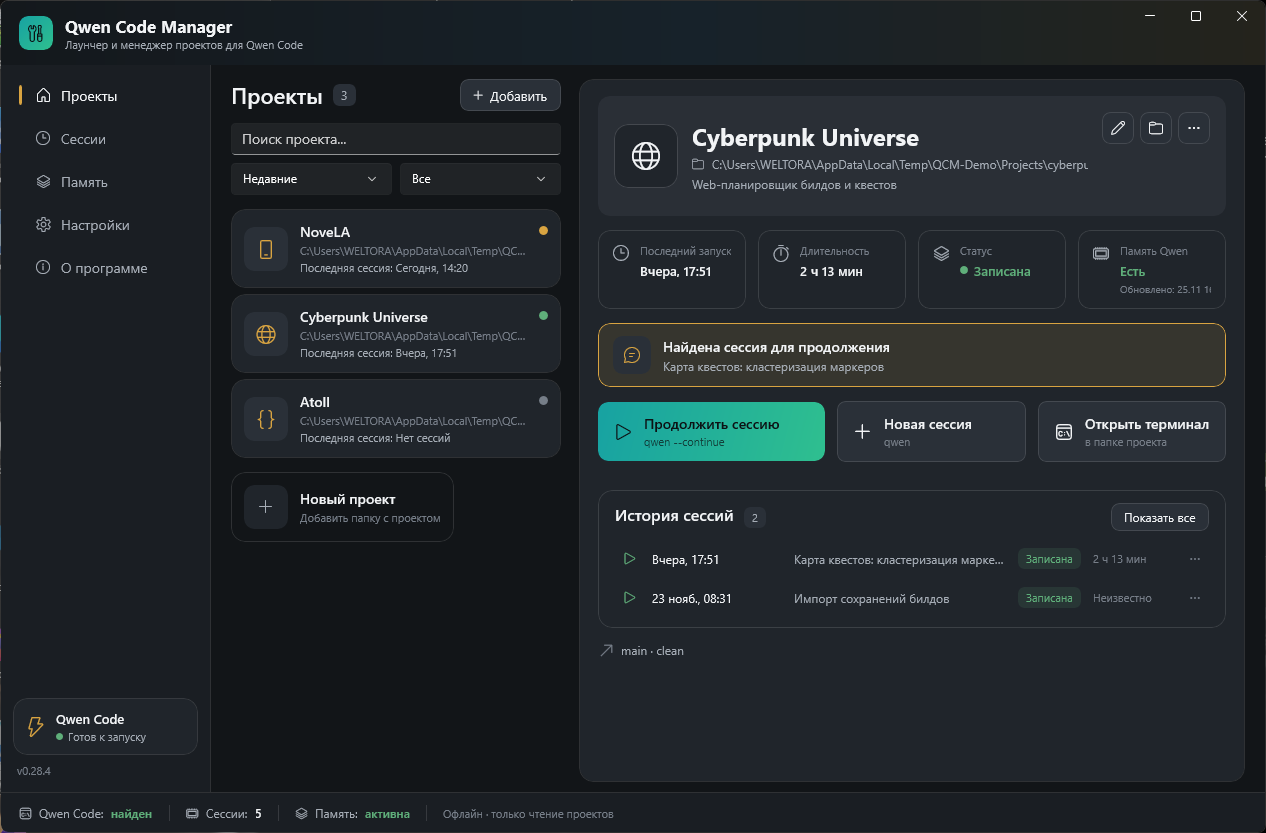 Qwen Code Manager
Лаунчер и менеджер проектов для Qwen Code
Проекты
Сессии
Память
Настройки
О программе
Qwen Code
Готов к запуску
v0.28.4
Проекты 3
+ Добавить
Поиск проекта...
Недавние
Все
NoveLA
C:\Users\WELTORA\AppData\Local\Temp\QC...
Последняя сессия: Сегодня, 14:20
Cyberpunk Universe
C:\Users\WELTORA\AppData\Local\Temp\QC...
Последняя сессия: Вчера, 17:51
Atoll
C:\Users\WELTORA\AppData\Local\Temp\QC...
Последняя сессия: Нет сессий
Новый проект
Добавить папку с проектом
Cyberpunk Universe
C:\Users\WELTORA\AppData\Local\Temp\QCM-Demo\Projects\cyberpu
Web-планировщик билдов и квестов
Последний запуск
Вчера, 17:51
Длительность
2 ч 13 мин
Статус
Записана
Память Qwen
Есть
Обновлено: 25.11
Найдена сессия для продолжения
Карта квестов: кластеризация маркеров
Продолжить сессию
qwen --continue
Новая сессия
qwen
Открыть терминал
в папке проекта
История сессий 2
Показать все
Вчера, 17:51 Карта квестов: кластеризация марке... Записана 2 ч 13 мин ...
23 нояб., 08:31 Импорт сохранений билдов Записана Неизвестно ...
main · clean
Qwen Code: найден
Сессии: 5
Память: активна
Офлайн · только чтение проектов